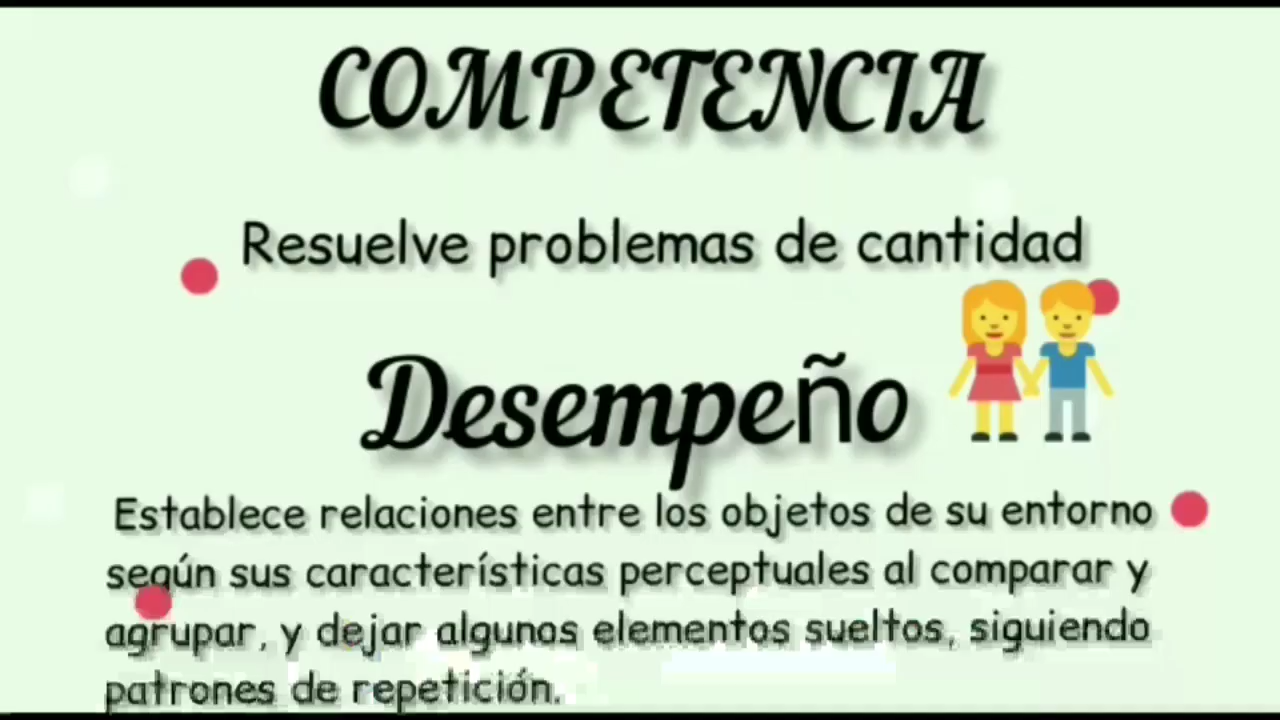 COMPETENCIA
Resuelve problemas de cantidad
Desempeño
Establece relaciones entre los objetos de su entorno
según sus características perceptuales al comparar y
agrupar, y dejar algunos elementos sueltos, siguiendo
patrones de repetición.